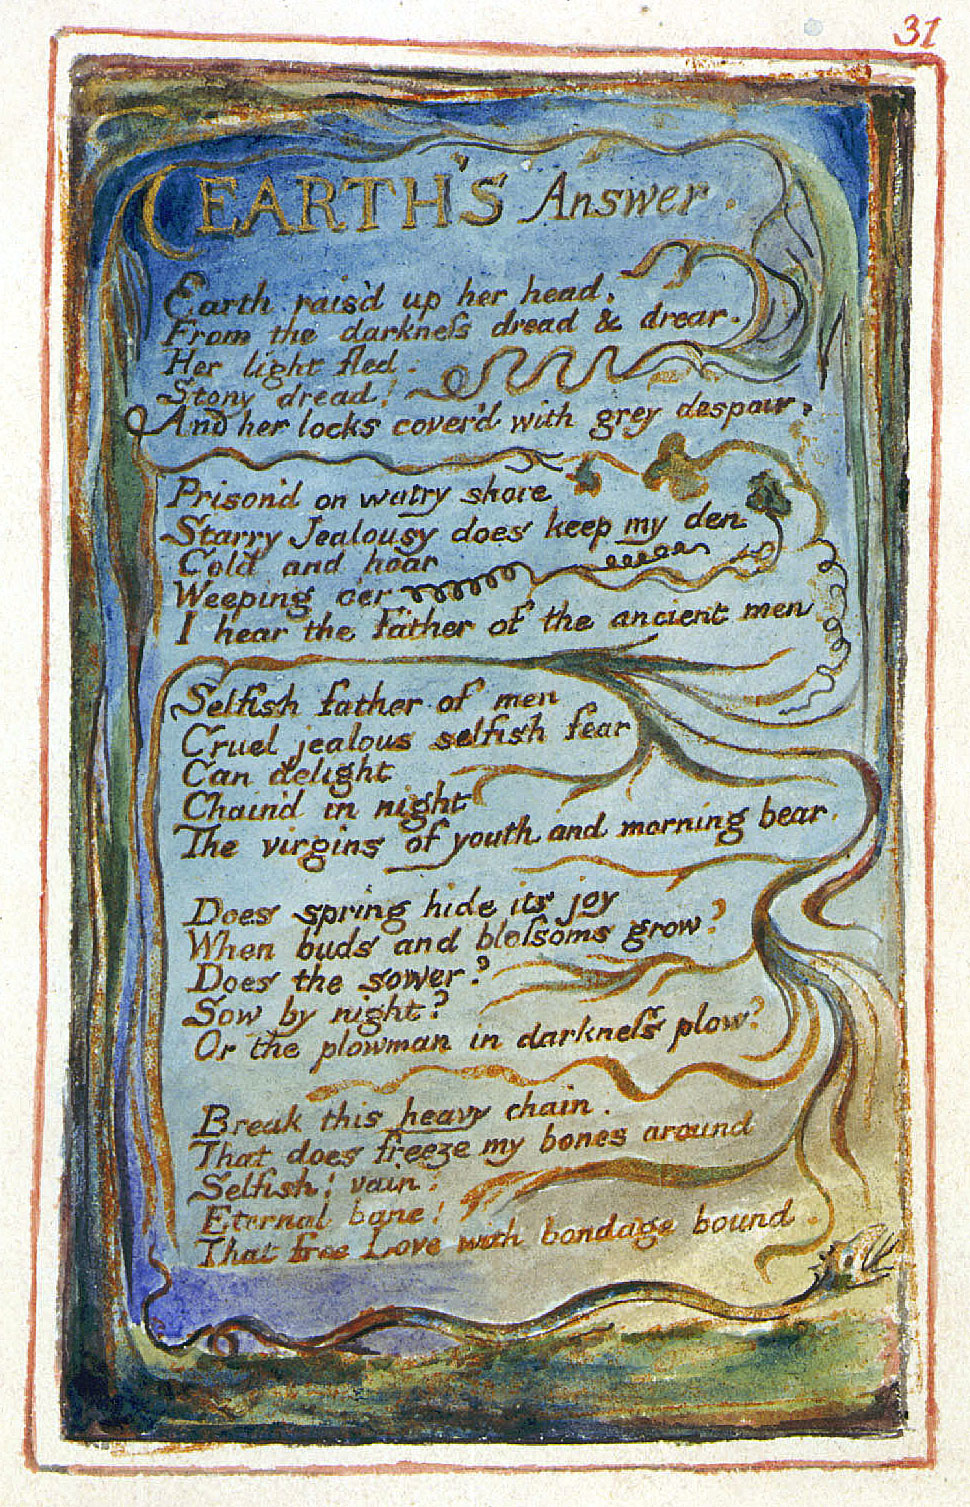 31
EARTH'S Answer.
Earth rais'd up her head,
From the darkneſs dread & drear.
Her light fled:
Stony dread!
And her locks cover'd with grey despair.
Prison'd on watry shore
Starry Jealousy does keep my den
Cold and hoar
Weeping o'er
I hear the Father of the ancient men
Selfish father of men
Cruel jealous selfish fear
Can delight
Chain'd in night
The virgins of youth and morning bear.
Does spring hide its joy
When buds and bloſsoms grow?
Does the sower?
Sow by night?
Or the plowman in darkneſs plow?
Break this heavy chain.
That does freeze my bones around
Selfish! vain!
Eternal bane!
That free Love with bondage bound.